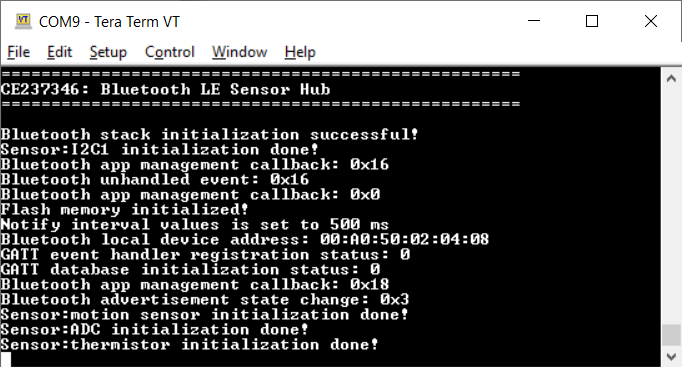 COM9 - Tera Term VT
File Edit Setup Control Window Help
====================================================
CE237346: Bluetooth LE Sensor Hub
====================================================
Bluetooth stack initialization successful!
Sensor:I2C1 initialization done!
Bluetooth app management callback: 0x16
Bluetooth unhandled event: 0x16
Bluetooth app management callback: 0x0
Flash memory initialized!
Notify interval values is set to 500 ms
Bluetooth local device address: 00:A0:50:02:04:08
GATT event handler registration status: 0
GATT database initialization status: 0
Bluetooth app management callback: 0x18
Bluetooth advertisement state change: 0x3
Sensor:motion sensor initialization done!
Sensor:ADC initialization done!
Sensor:thermistor initialization done!